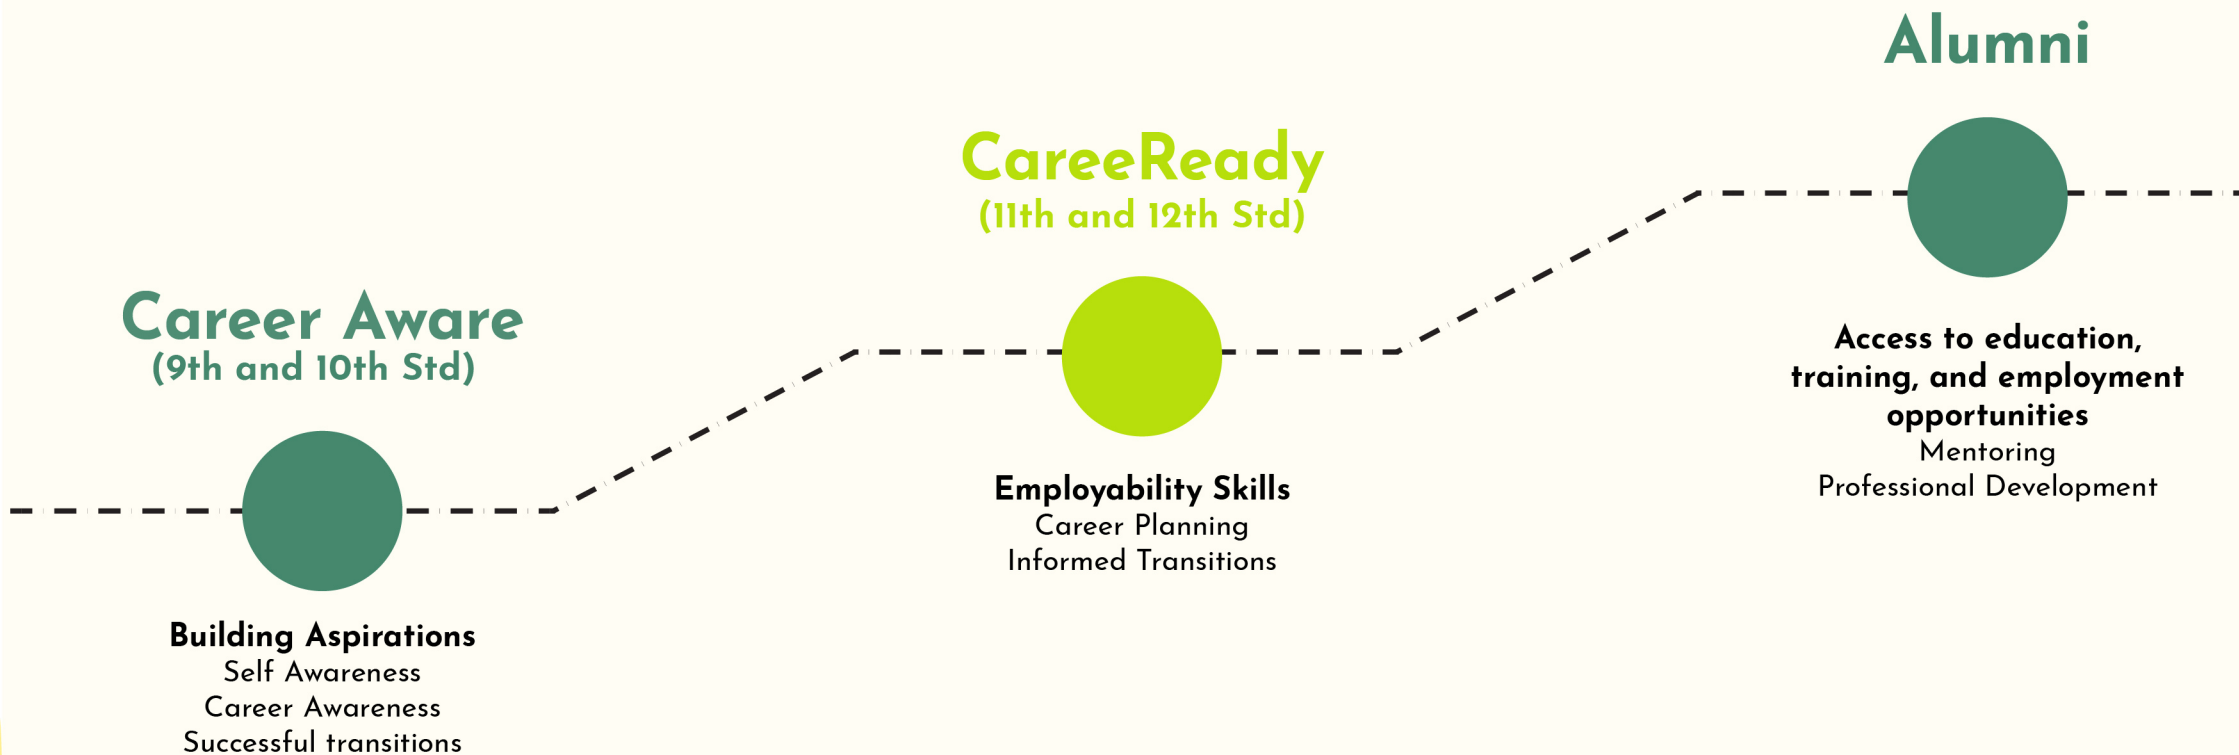 Career Aware
(9th and 10th Std)
Building Aspirations
Self Awareness
Career Awareness
Successful transitions
CareeReady
(11th and 12th Std)
Employability Skills
Career Planning
Informed Transitions
Alumni
Access to education,
training, and employment
opportunities
Mentoring
Professional Development